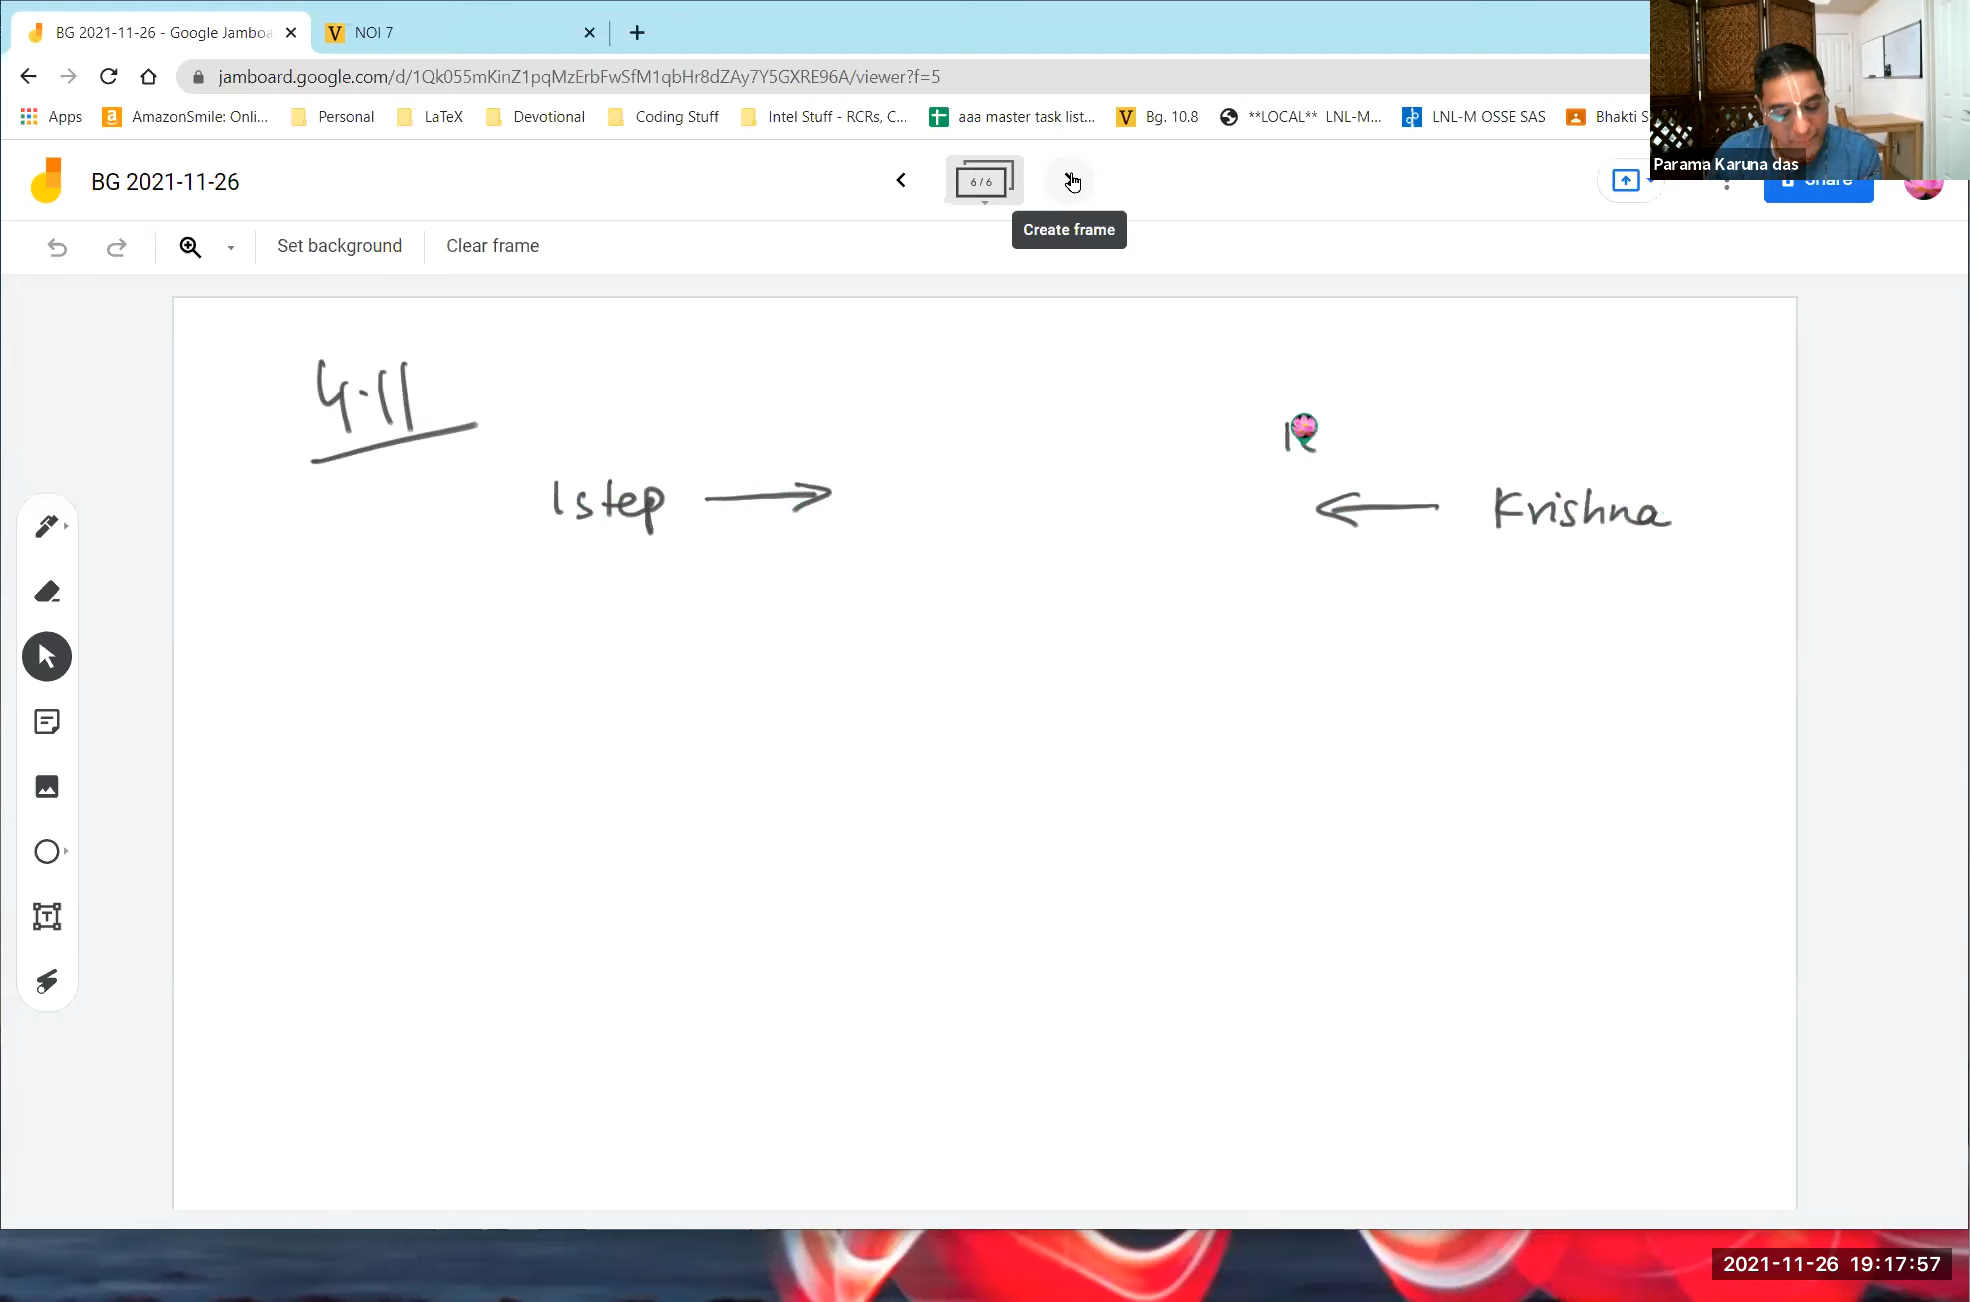 BG 2021-11-26 - Google Jamboa
NOI 7
jamboard.google.com/d/1Qk055mKinZ1pqMzErbFwSfM1qbHr8dZAy7Y5GXRE96A/viewer?f=5
Apps AmazonSmile: Onli... Personal LaTeX Devotional Coding Stuff Intel Stuff - RCRs, C... aaa master task list... Bg. 10.8 **LOCAL** LNL-M... LNL-M OSSE SAS Bhakti S
Parama Karuna das
BG 2021-11-26
6 / 6
Share
Create frame
Set background Clear frame
4.11
1 step → ← Krishna
2021-11-26 19:17:57